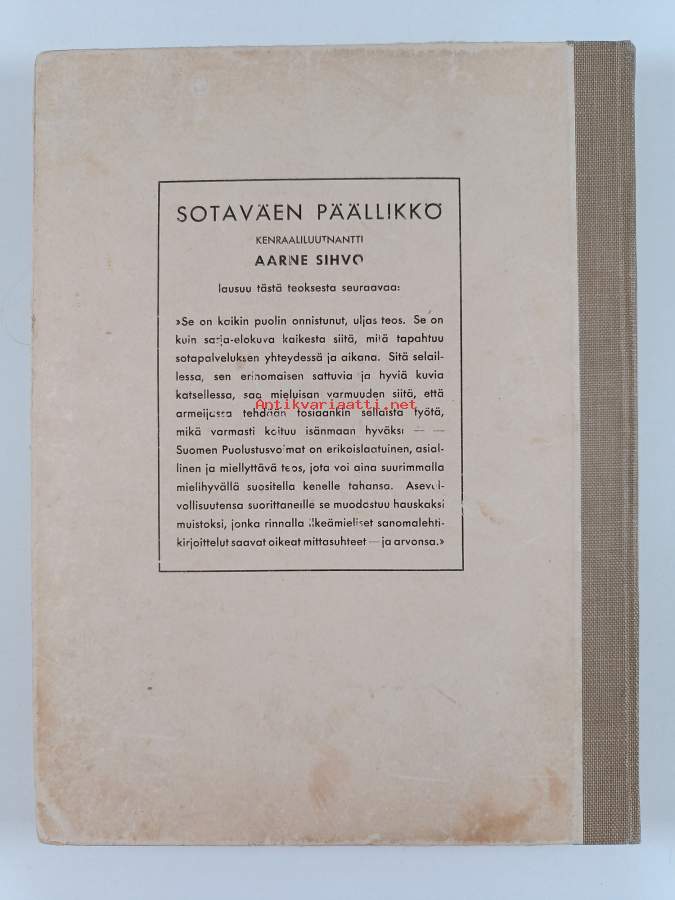 SOTAVÄEN PÄÄLLIKKÖ
KENRAALILUUTNANTTI
AARNE SIHVO
lausuu tästä teoksesta seuraavaa:
»Se on kaikin puolin onnistunut, uljas teos. Se on
kuin sarja-elokuva kaikesta siitä, mitä tapahtuu
sotapalveluksen yhteydessä ja aikana. Sitä selail-
lessa, sen erinomaisen sattuvia ja hyviä kuvia
katsellessa, saa mieluisan varmuuden siitä, että
Antikvariaatti.net
armeijassa tehdään tosiaankin sellaista työtä,
mikä varmasti koituu isänmaan hyväksi — —
Suomen Puolustusvoimat on erikoislaatuinen, asial-
linen ja miellyttävä teos, jota voi aina suurimmalla
mielihyvällä suositella kenelle tahansa. Asevel-
vollisuutensa suorittaneille se muodostuu hauskaksi
muistoksi, jonka rinnalla ilkeämieliset sanomalehti-
kirjoittelut saavat oikeat mittasuhteet — ja arvonsa.»